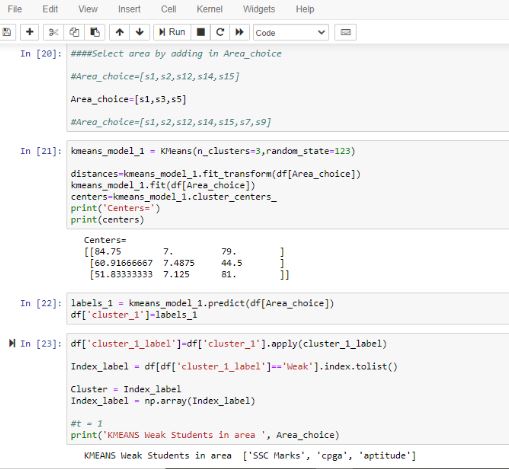 File Edit View Insert Cell Kernel Widgets Help
Run Code
In [20]: ####Select area by adding in Area_choice
#Area_choice=[s1,s2,s12,s14,s15]
Area_choice=[s1,s3,s5]
#Area_choice=[s1,s2,s12,s14,s15,s7,s9]
In [21]: kmeans_model_1 = KMeans(n_clusters=3,random_state=123)
distances=kmeans_model_1.fit_transform(df[Area_choice])
kmeans_model_1.fit(df[Area_choice])
centers=kmeans_model_1.cluster_centers_
print('Centers=')
print(centers)
Centers=
[[84.75 7. 79. ]
[60.91666667 7.4875 44.5 ]
[51.83333333 7.125 81. ]]
In [22]: labels_1 = kmeans_model_1.predict(df[Area_choice])
df['cluster_1']=labels_1
In [23]: df['cluster_1_label']=df['cluster_1'].apply(cluster_1_label)
Index_label = df[df['cluster_1_label']=='Weak'].index.tolist()
Cluster = Index_label
Index_label = np.array(Index_label)
#t = 1
print('KMEANS Weak Students in area ', Area_choice)
KMEANS Weak Students in area ['SSC Marks', 'cpga', 'aptitude']